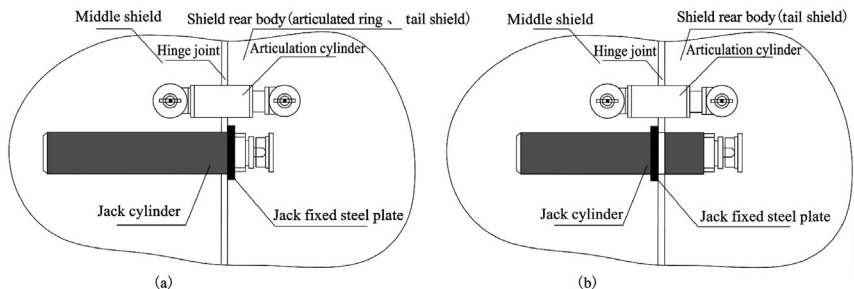 Middle shield
Shield rear body (articulated ring 、 tail shield)
Hinge joint
Articulation cylinder
Jack cylinder
Jack fixed steel plate
(a)
Middle shield
Shield rear body (tail shield)
Hinge joint
Articulation cylinder
Jack cylinder
Jack fixed steel plate
(b)